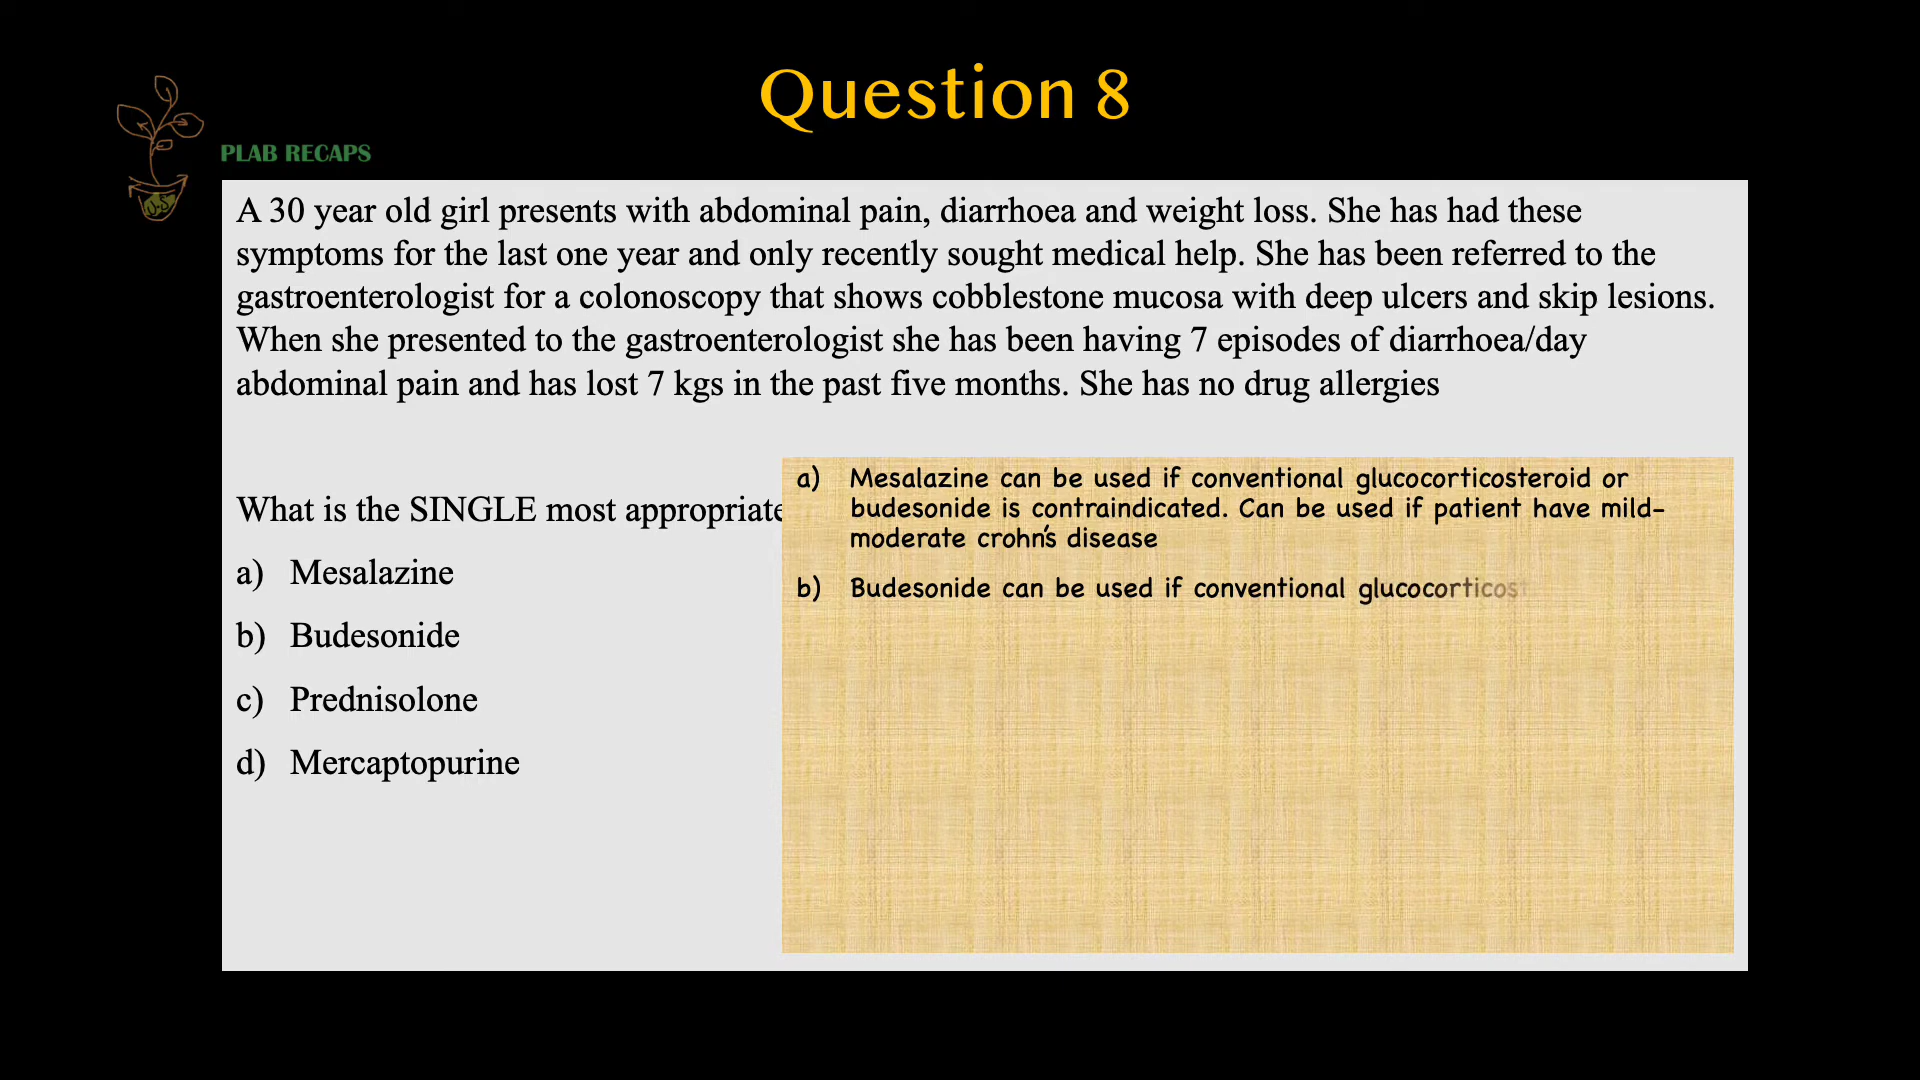 Question 8
PLAB RECAPS
A 30 year old girl presents with abdominal pain, diarrhoea and weight loss. She has had these
symptoms for the last one year and only recently sought medical help. She has been referred to the
gastroenterologist for a colonoscopy that shows cobblestone mucosa with deep ulcers and skip lesions.
When she presented to the gastroenterologist she has been having 7 episodes of diarrhoea/day
abdominal pain and has lost 7 kgs in the past five months. She has no drug allergies
What is the SINGLE most appropriate
a) Mesalazine
b) Budesonide
c) Prednisolone
d) Mercaptopurine
a) Mesalazine can be used if conventional glucocorticosteroid or
budesonide is contraindicated. Can be used if patient have mild-
moderate crohn's disease
b) Budesonide can be used if conventional glucocorticost